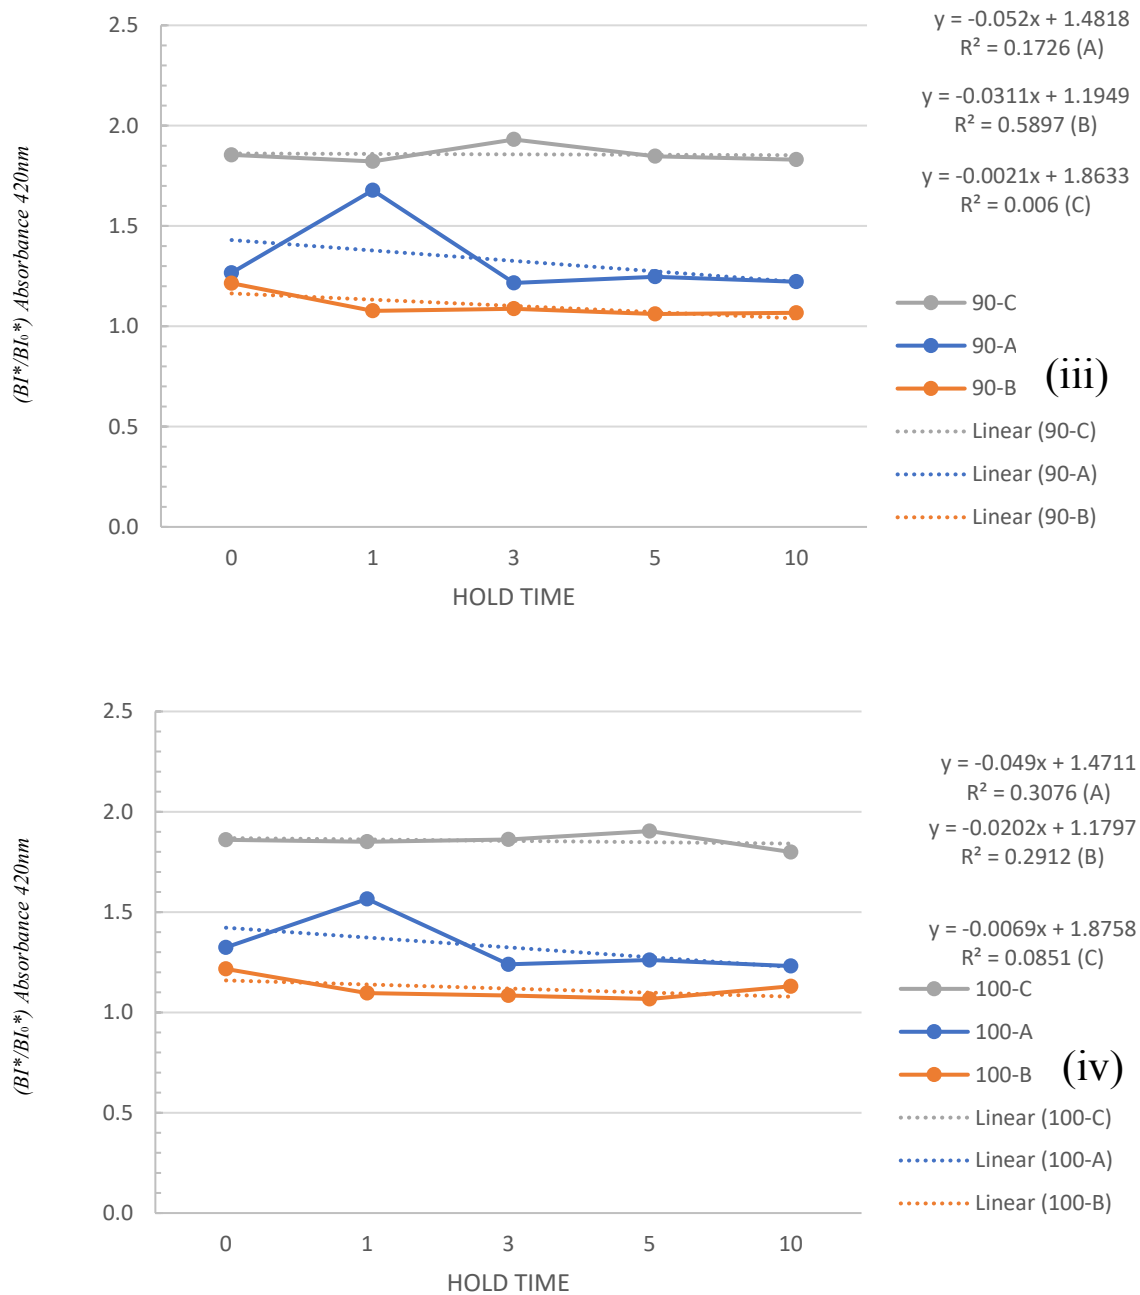 2.5
2.0
1.5
1.0
0.5
0.0
(BI*/BI₀*) Absorbance 420nm
0 1 3 5 10
HOLD TIME
y = -0.052x + 1.4818
R² = 0.1726 (A)
y = -0.0311x + 1.1949
R² = 0.5897 (B)
y = -0.0021x + 1.8633
R² = 0.006 (C)
90-C
90-A
90-B
Linear (90-C)
Linear (90-A)
Linear (90-B)
(iii)
2.5
2.0
1.5
1.0
0.5
0.0
(BI*/BI₀*) Absorbance 420nm
0 1 3 5 10
HOLD TIME
y = -0.049x + 1.4711
R² = 0.3076 (A)
y = -0.0202x + 1.1797
R² = 0.2912 (B)
y = -0.0069x + 1.8758
R² = 0.0851 (C)
100-C
100-A
100-B
Linear (100-C)
Linear (100-A)
Linear (100-B)
(iv)